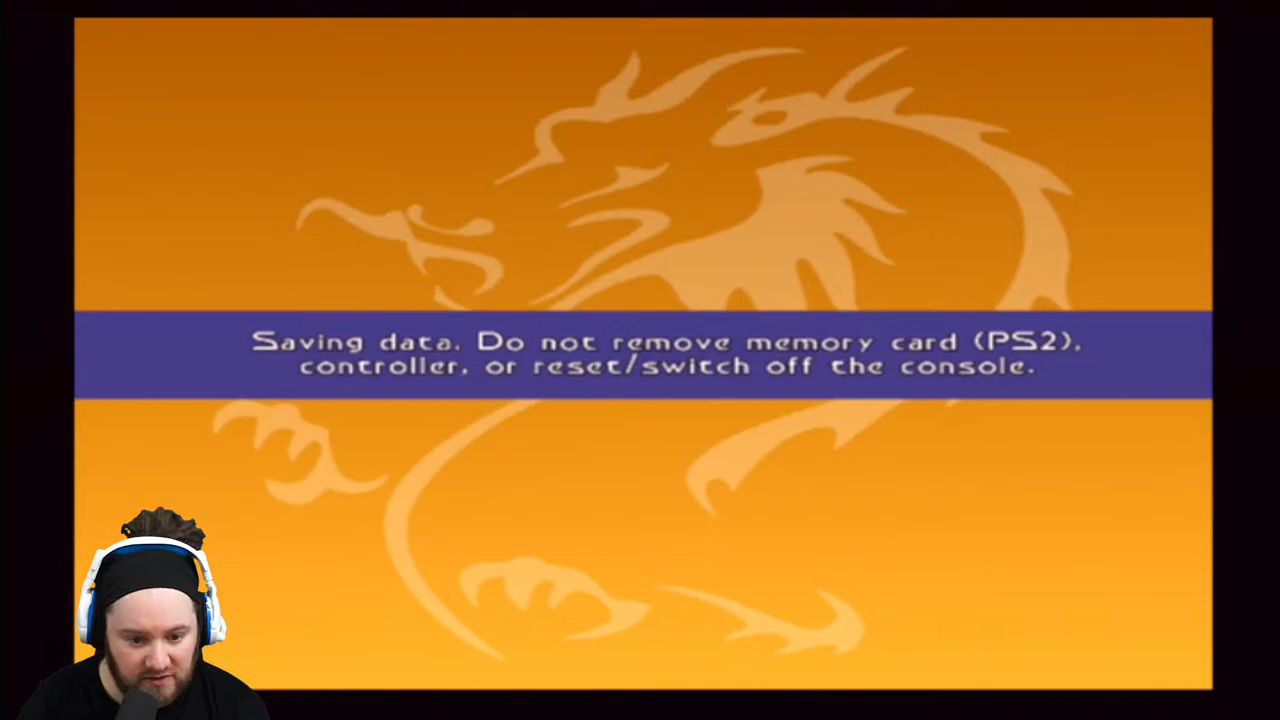 Saving data. Do not remove memory card (PS2),
controller, or reset/switch off the console.